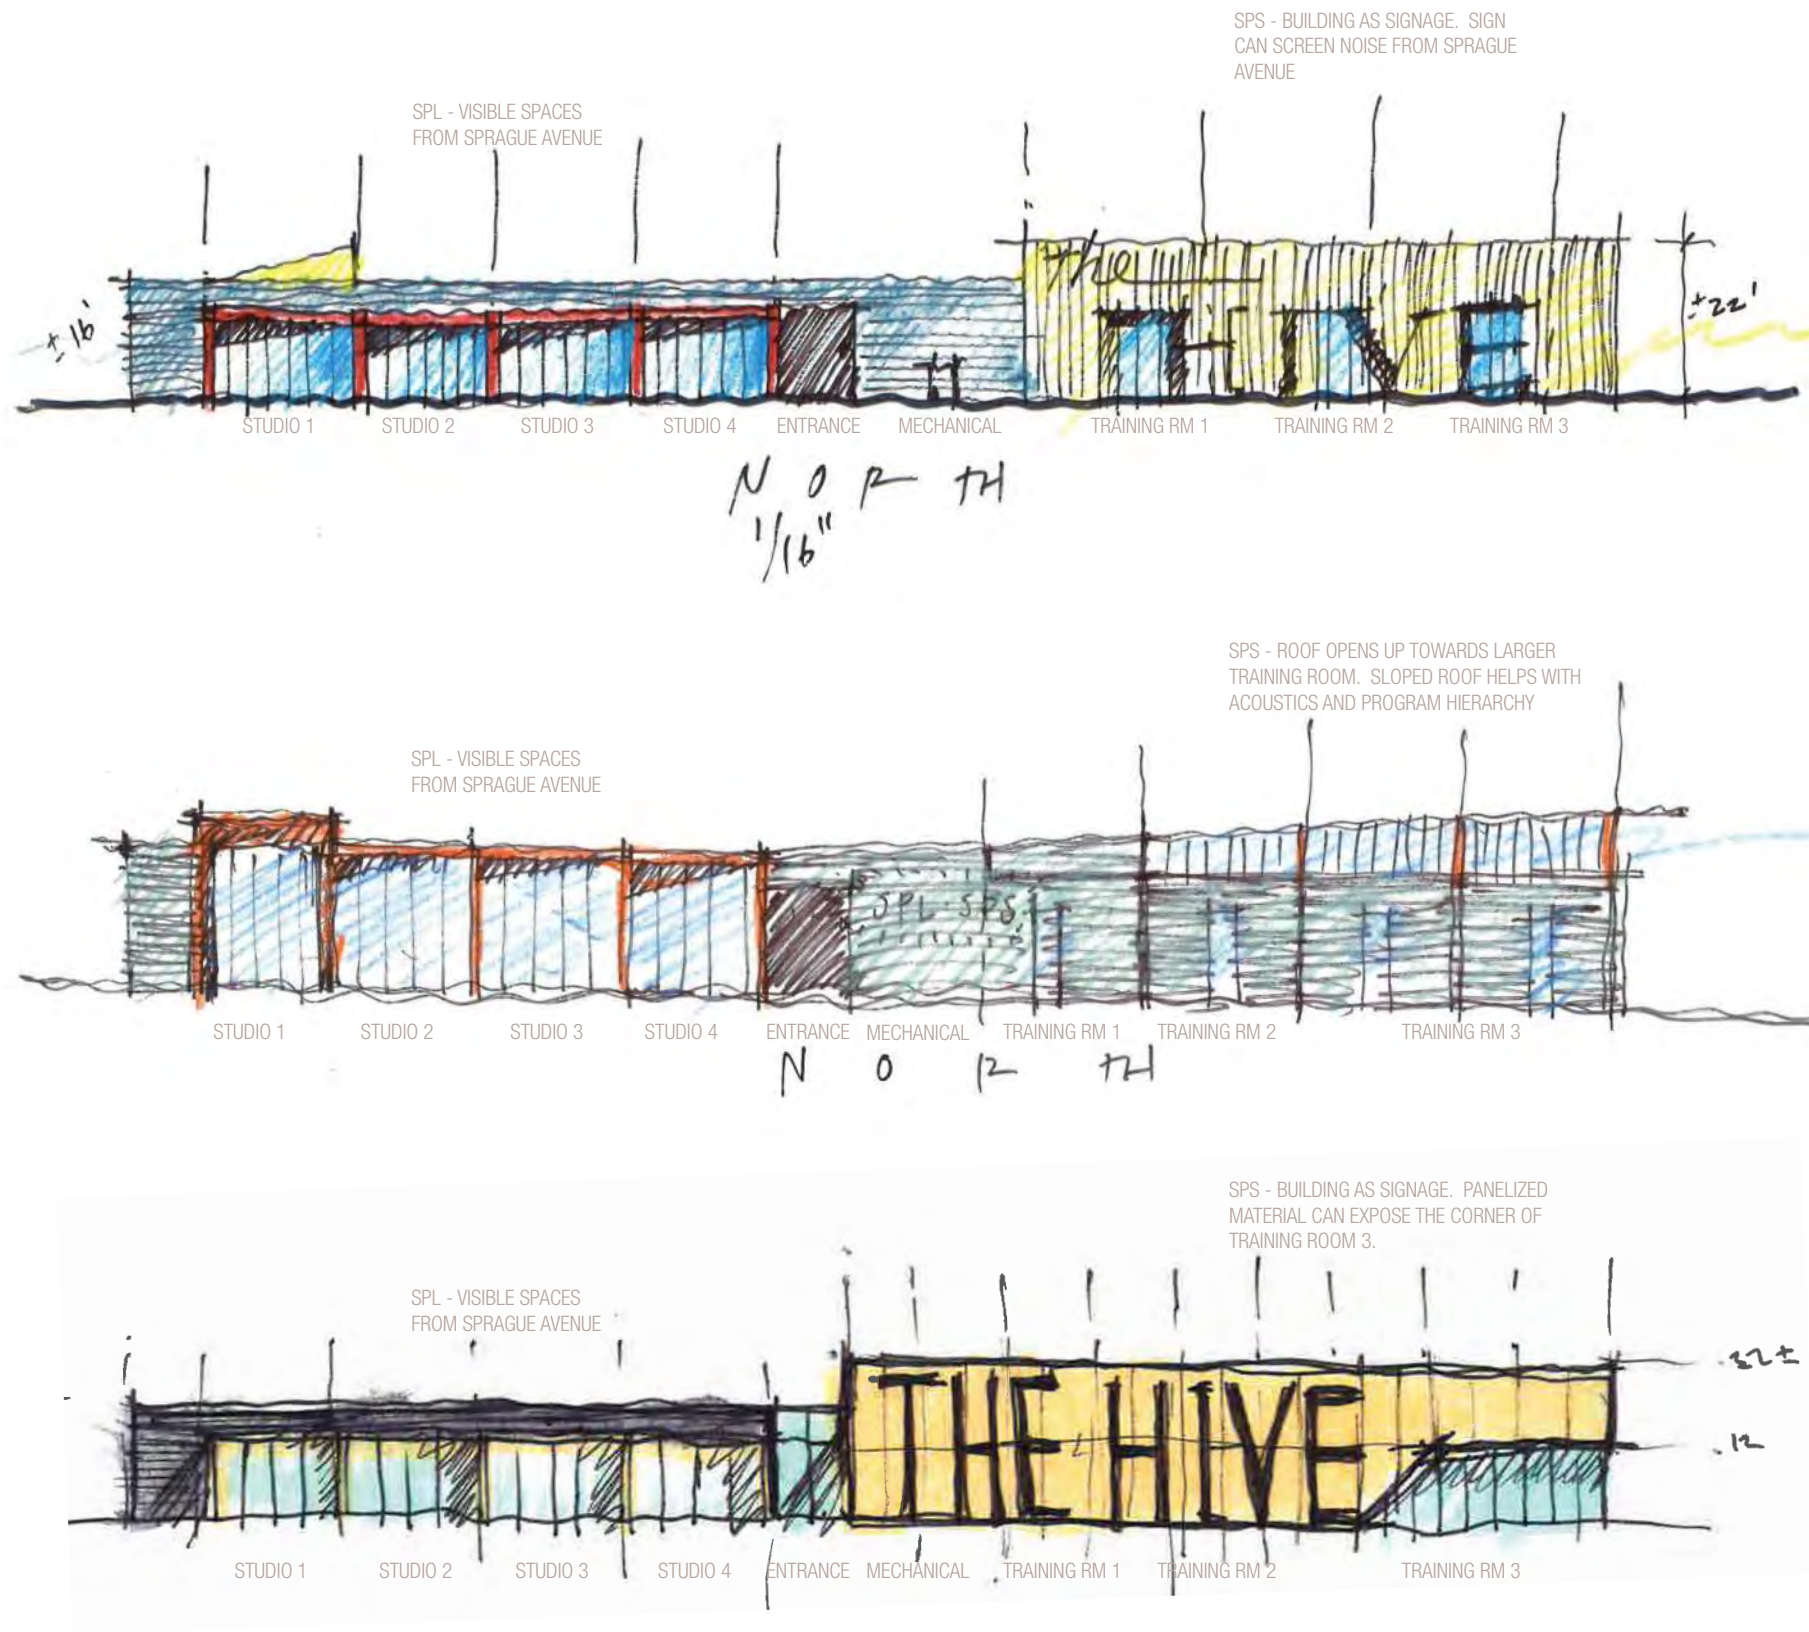 SPS - BUILDING AS SIGNAGE. SIGN
CAN SCREEN NOISE FROM SPRAGUE
AVENUE
SPL - VISIBLE SPACES
FROM SPRAGUE AVENUE
the
HIVE
±16'
±22'
STUDIO 1 STUDIO 2 STUDIO 3 STUDIO 4 ENTRANCE MECHANICAL TRAINING RM 1 TRAINING RM 2 TRAINING RM 3
NORTH
1/16"
SPS - ROOF OPENS UP TOWARDS LARGER
TRAINING ROOM. SLOPED ROOF HELPS WITH
ACOUSTICS AND PROGRAM HIERARCHY
SPL - VISIBLE SPACES
FROM SPRAGUE AVENUE
SPL·SPS
STUDIO 1 STUDIO 2 STUDIO 3 STUDIO 4 ENTRANCE MECHANICAL TRAINING RM 1 TRAINING RM 2 TRAINING RM 3
NORTH
SPS - BUILDING AS SIGNAGE. PANELIZED
MATERIAL CAN EXPOSE THE CORNER OF
TRAINING ROOM 3.
SPL - VISIBLE SPACES
FROM SPRAGUE AVENUE
22±
THE HIVE
12
STUDIO 1 STUDIO 2 STUDIO 3 STUDIO 4 ENTRANCE MECHANICAL TRAINING RM 1 TRAINING RM 2 TRAINING RM 3